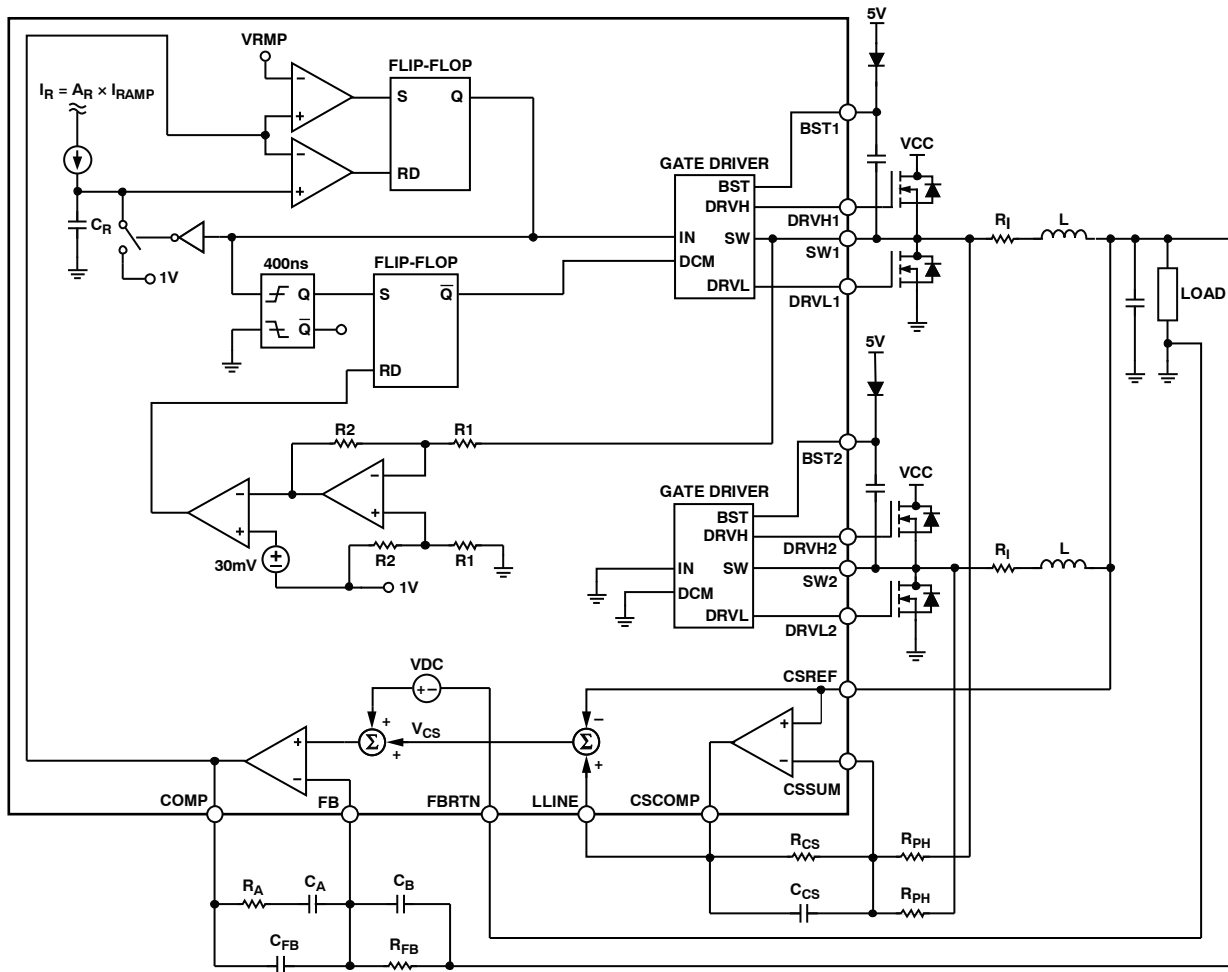 5V
VRMP
FLIP-FLOP
I_R = A_R × I_RAMP
S Q
RD
BST1
VCC
GATE DRIVER
BST
DRVH
DRVH1
R_I
L
C_R
IN
SW
SW1
1V
DCM
400ns
FLIP-FLOP
DRVL
DRVL1
LOAD
Q
S
Q̅
Q̅
5V
RD
R2
R1
BST2
VCC
GATE DRIVER
BST
DRVH
DRVH2
R_I
L
R2
R1
30mV
IN
SW
SW2
1V
DCM
DRVL
DRVL2
VDC
CSREF
V_CS
Σ
Σ
COMP
FB
FBRTN
LLINE
CSCOMP
CSSUM
R_CS
R_PH
R_A
C_A
C_B
C_CS
R_PH
C_FB
R_FB